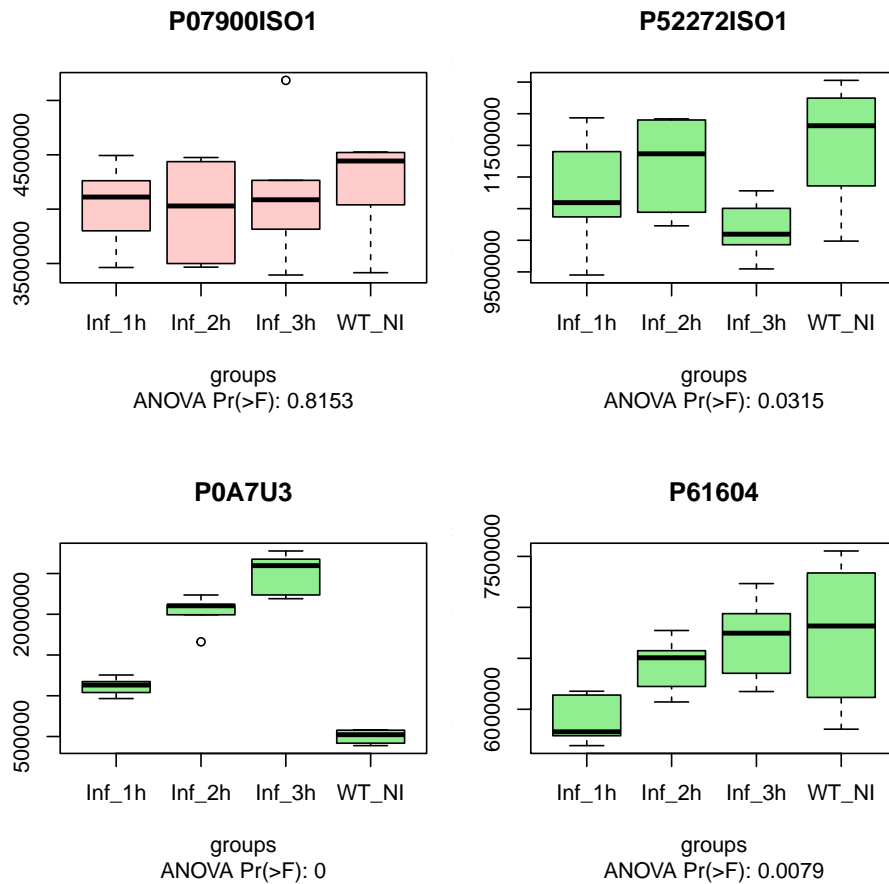 P07900ISO1
4500000
3500000
Inf_1h Inf_2h Inf_3h WT_NI
groups
ANOVA Pr(>F): 0.8153
P52272ISO1
11500000
9500000
Inf_1h Inf_2h Inf_3h WT_NI
groups
ANOVA Pr(>F): 0.0315
P0A7U3
2000000
500000
Inf_1h Inf_2h Inf_3h WT_NI
groups
ANOVA Pr(>F): 0
P61604
7500000
6000000
Inf_1h Inf_2h Inf_3h WT_NI
groups
ANOVA Pr(>F): 0.0079